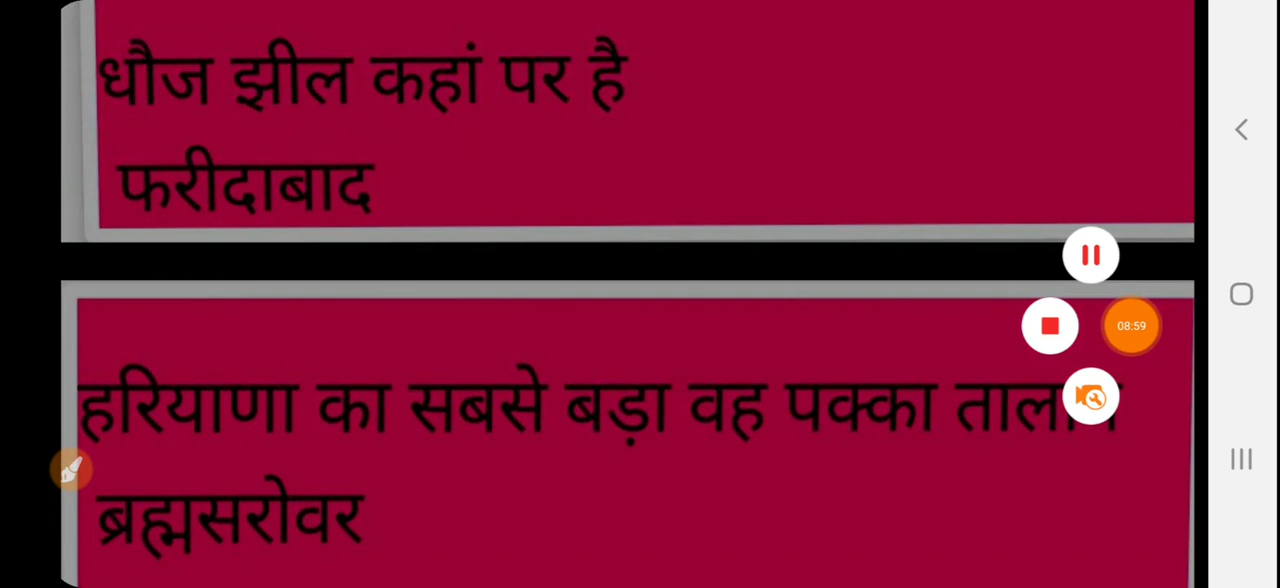 धौज झील कहां पर है
फरीदाबाद
08:59
हरियाणा का सबसे बड़ा वह पक्का
ब्रह्मसरोवर